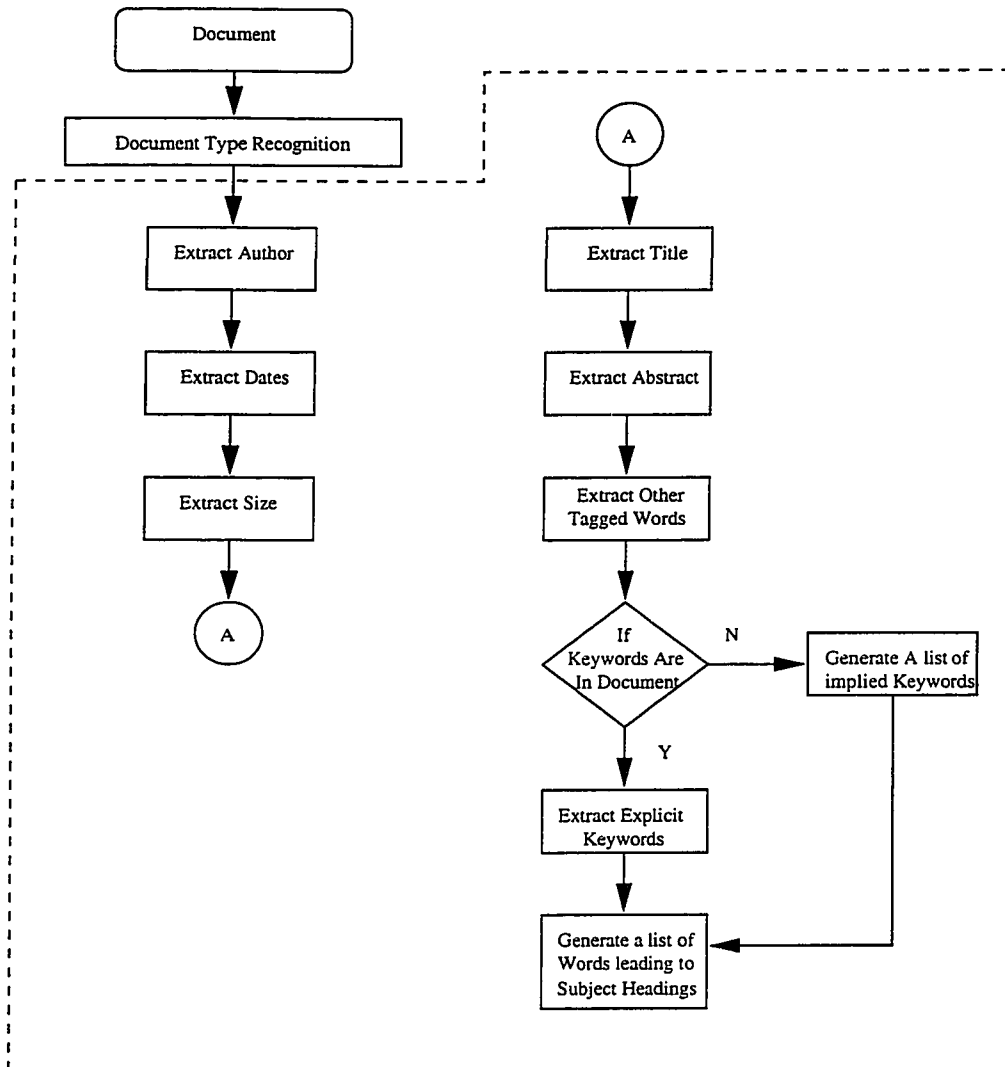 Document
Document Type Recognition
Extract Author
Extract Dates
Extract Size
A
A
Extract Title
Extract Abstract
Extract Other
Tagged Words
If
Keywords Are
In Document
N
Generate A list of
implied Keywords.
Y
Extract Explicit
Keywords
Generate a list of
Words leading to
Subject Headings